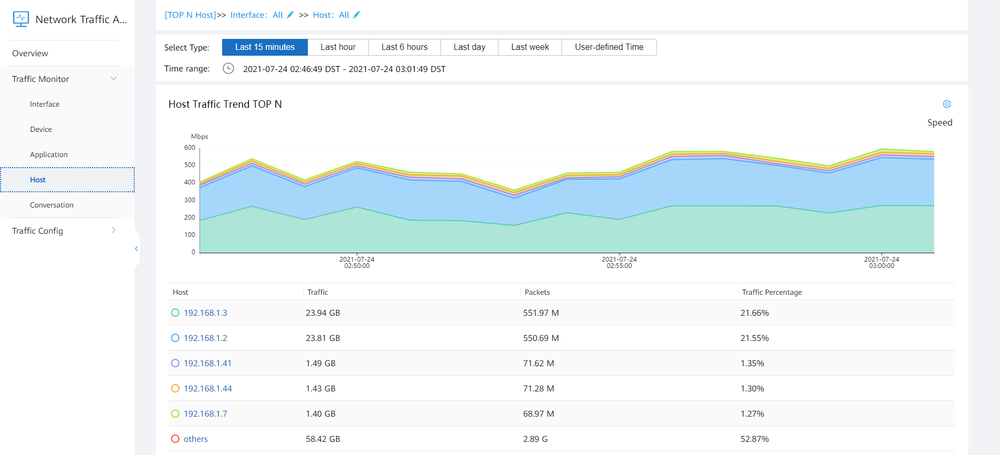 Network Traffic A...
Overview
Traffic Monitor
Interface
Device
Application
Host
Conversation
Traffic Config
[TOP N Host]>> Interface: All >> Host: All
Select Type: Last 15 minutes Last hour Last 6 hours Last day Last week User-defined Time
Time range: 2021-07-24 02:46:49 DST - 2021-07-24 03:01:49 DST
Host Traffic Trend TOP N
Speed
Mbps
600
500
400
300
200
100
0
2021-07-24 2021-07-24 2021-07-24
02:50:00 02:55:00 03:00:00
Host Traffic Packets Traffic Percentage
192.168.1.3 23.94 GB 551.97 M 21.66%
192.168.1.2 23.81 GB 550.69 M 21.55%
192.168.1.41 1.49 GB 71.62 M 1.35%
192.168.1.44 1.43 GB 71.28 M 1.30%
192.168.1.7 1.40 GB 68.97 M 1.27%
others 58.42 GB 2.89 G 52.87%